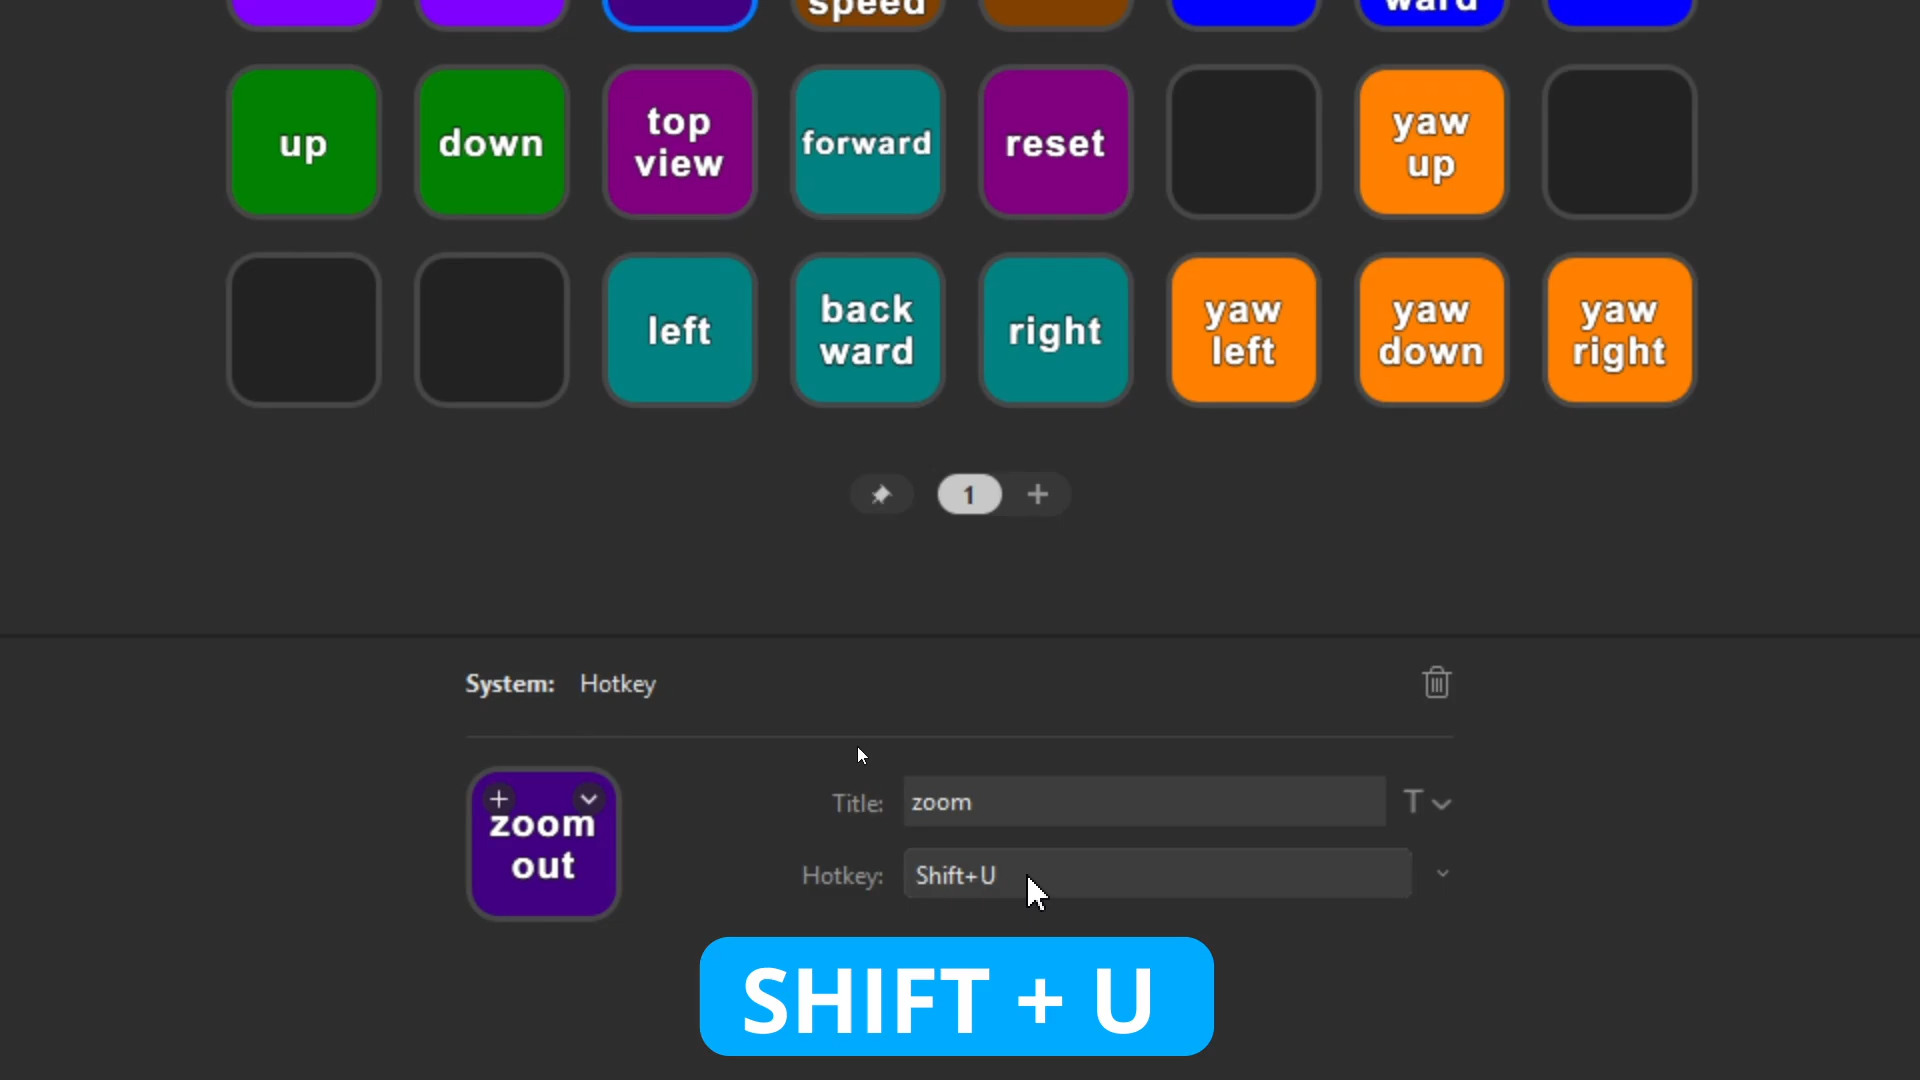 speed
ward
up
down
top
view
forward
reset
yaw
up
left
back
ward
right
yaw
left
yaw
down
yaw
right
1
System: Hotkey
zoom
out
Title: zoom
T
Hotkey: Shift+U
SHIFT + U